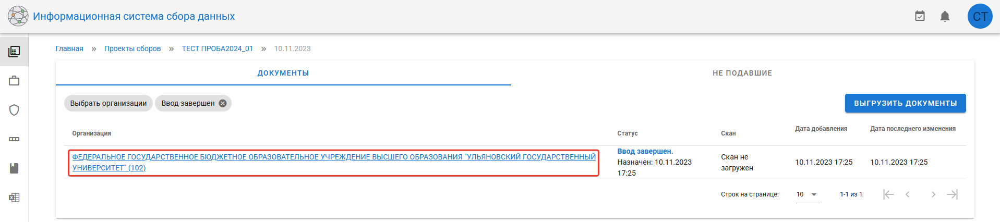 Информационная система сбора данных
СТ
Главная » Проекты сборов » ТЕСТ ПРОБА2024_01 » 10.11.2023
ДОКУМЕНТЫ
НЕ ПОДАВШИЕ
Выбрать организации
Ввод завершен
ВЫГРУЗИТЬ ДОКУМЕНТЫ
Организация
Статус
Скан
Дата добавления
Дата последнего изменения
ФЕДЕРАЛЬНОЕ ГОСУДАРСТВЕННОЕ БЮДЖЕТНОЕ ОБРАЗОВАТЕЛЬНОЕ УЧРЕЖДЕНИЕ ВЫСШЕГО ОБРАЗОВАНИЯ "УЛЬЯНОВСКИЙ ГОСУДАРСТВЕННЫЙ
УНИВЕРСИТЕТ" (102)
Ввод завершен.
Назначен: 10.11.2023
17:25
Скан не
загружен
10.11.2023 17:25
10.11.2023 17:25
Строк на странице:
10
1-1 из 1